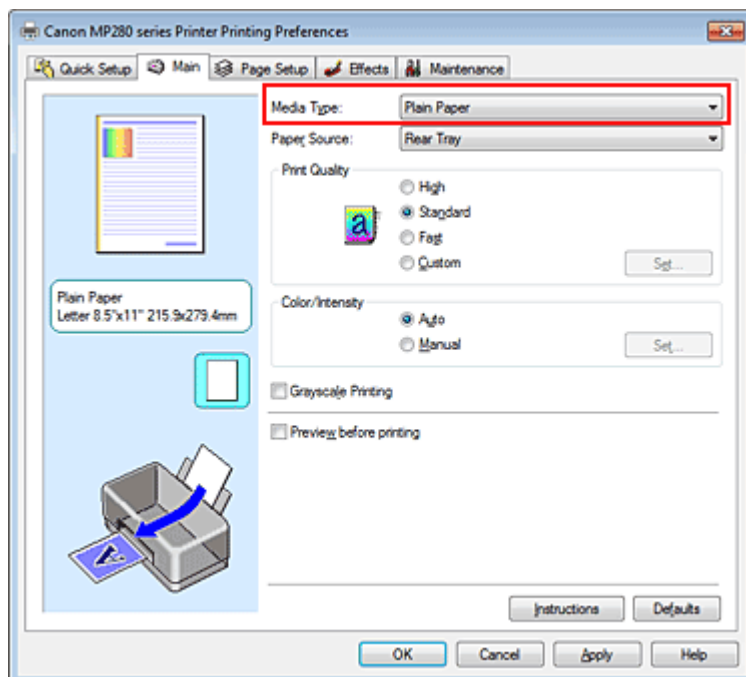 Canon MP280 series Printer Printing Preferences
Quick Setup Main Page Setup Effects Maintenance
Media Type: Plain Paper
Paper Source: Rear Tray
Print Quality
High
a Standard
Fast
Custom Set...
Plain Paper
Letter 8.5"x11" 215.9x279.4mm
Color/Intensity
Auto
Manual Set...
Grayscale Printing
Preview before printing
A
Instructions Defaults
OK Cancel Apply Help